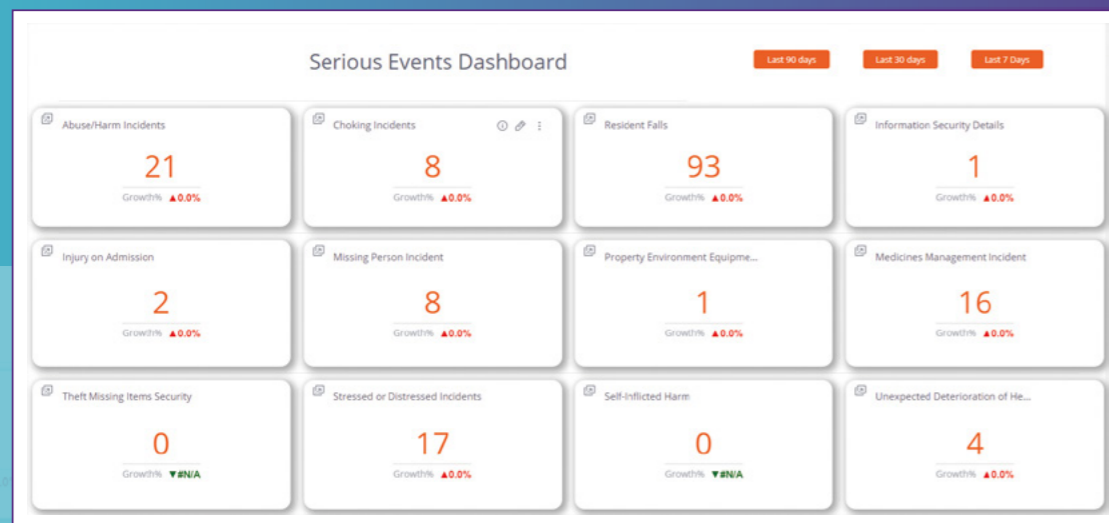 Serious Events Dashboard
Last 90 days
Last 30 days
Last 7 Days
Abuse/Harm Incidents
21
Growth% ▲0.0%
Choking Incidents
8
Growth% ▲0.0%
Resident Falls
93
Growth% ▲0.0%
Information Security Details
1
Growth% ▲0.0%
Injury on Admission
2
Growth% ▲0.0%
Missing Person Incident
8
Growth% ▲0.0%
Property Environment Equipme...
1
Growth% ▲0.0%
Medicines Management Incident
16
Growth% ▲0.0%
Theft Missing Items Security
0
Growth% ▼#N/A
Stressed or Distressed Incidents
17
Growth% ▲0.0%
Self-Inflicted Harm
0
Growth% ▼#N/A
Unexpected Deterioration of He...
4
Growth% ▲0.0%